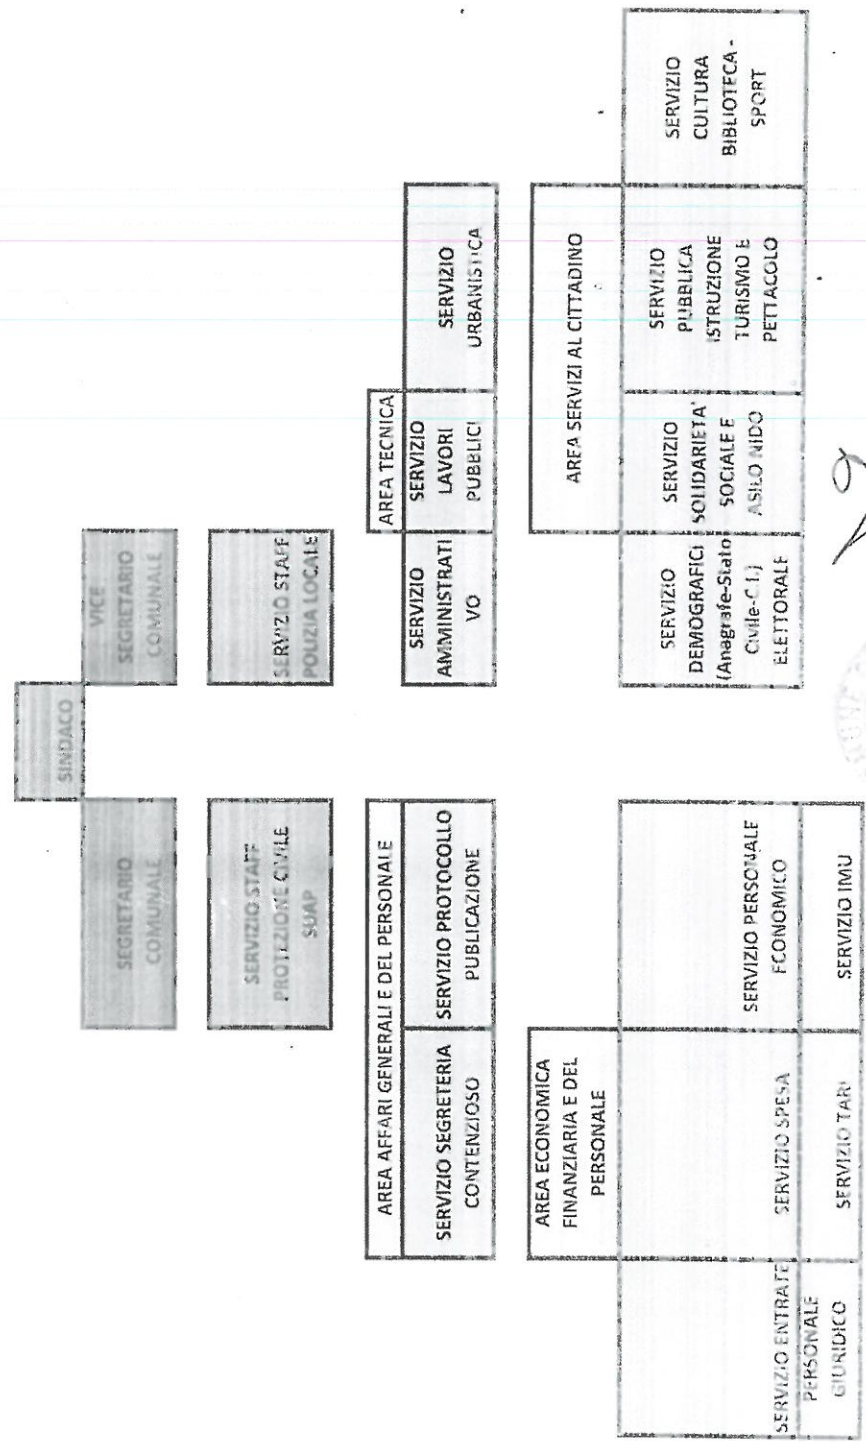 SINDACO
SEGRETARIO
COMUNALE
VICE
SEGRETARIO
COMUNALE
SERVIZIO STAFF
PROTEZIONE CIVILE
SUAP
SERVIZIO STAFF
POLIZIA LOCALE
AREA AFFARI GENERALI E DEL PERSONALE
SERVIZIO SEGRETERIA
CONTENZIOSO
SERVIZIO PROTOCOLLO
PUBLICAZIONE
AREA TECNICA
SERVIZIO
AMMINISTRATI
VO
SERVIZIO
LAVORI
PUBBLICI
SERVIZIO
URBANISTICA
AREA ECONOMICA
FINANZIARIA E DEL
PERSONALE
SERVIZIO ENTRATE
SERVIZIO SPESA
SERVIZIO PERSONALE
ECONOMICO
PERSONALE
GIURIDICO
SERVIZIO TARI
SERVIZIO IMU
AREA SERVIZI AL CITTADINO
SERVIZIO
DEMOGRAFICI
(Anagrafe-Stato
Civile-C.I.)
ELETTORALE
SERVIZIO
SOLIDARIETA'
SOCIALE E
ASILO NIDO
SERVIZIO
PUBBLICA
ISTRUZIONE
TURISMO E
PETTACOLO
SERVIZIO
CULTURA
BIBLIOTECA -
SPORT